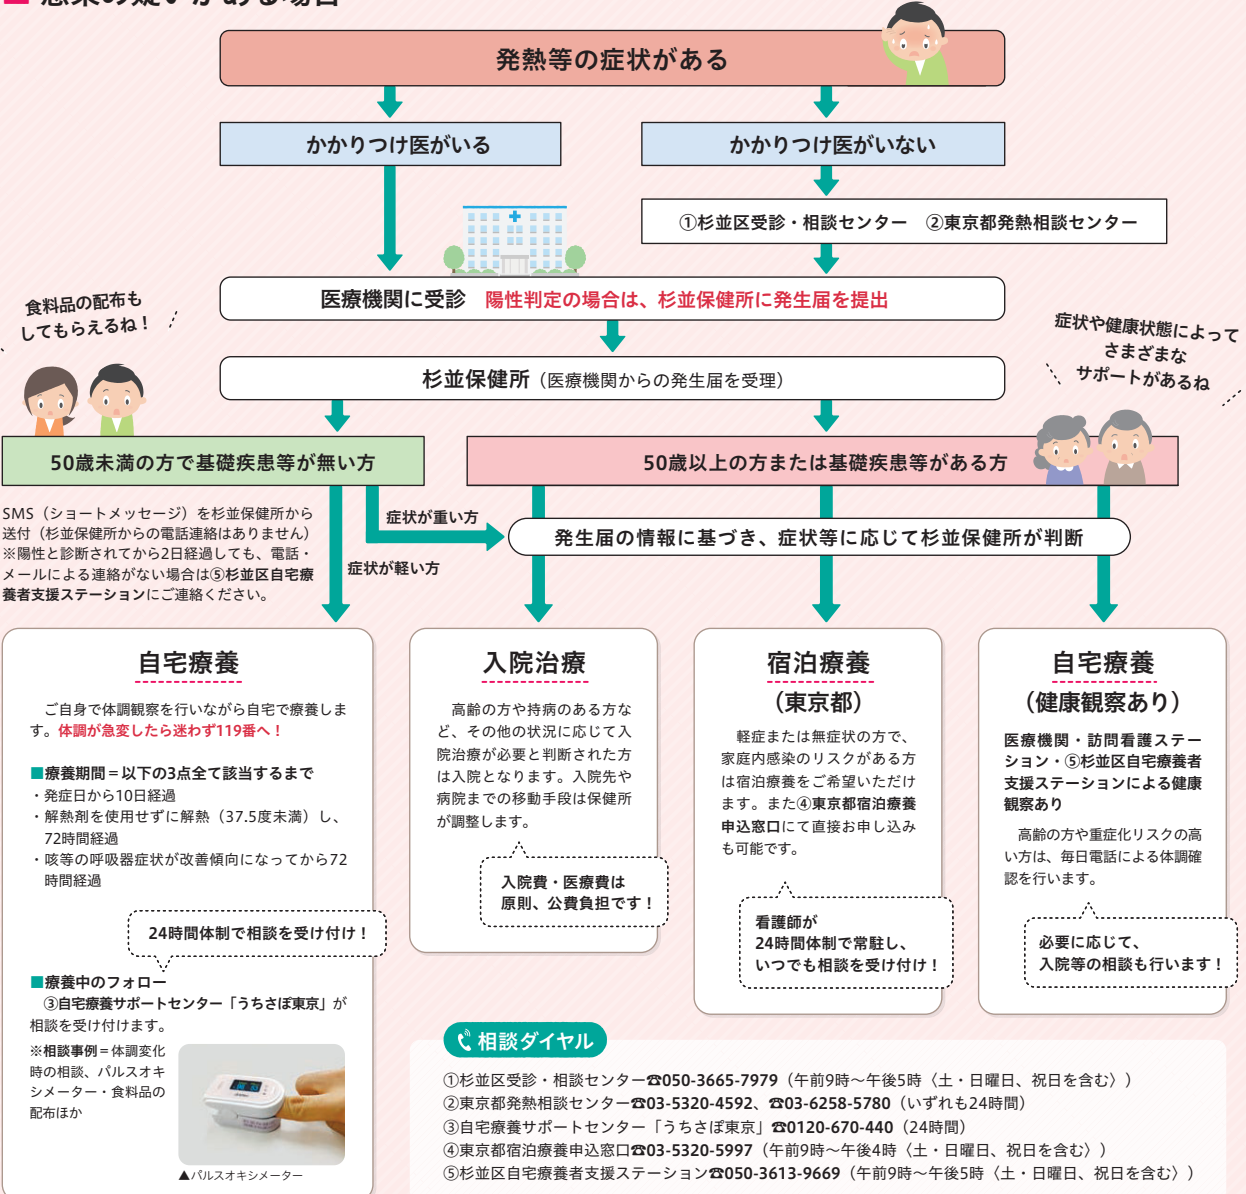 ■ 感染の疑いがある場合
発熱等の症状がある
かかりつけ医がいる
かかりつけ医がいない
①杉並区受診・相談センター　②東京都発熱相談センター
医療機関に受診　陽性判定の場合は、杉並保健所に発生届を提出
食料品の配布も
してもらえるね！
症状や健康状態によって
さまざまな
サポートがあるね
杉並保健所（医療機関からの発生届を受理）
50歳未満の方で基礎疾患等が無い方
50歳以上の方または基礎疾患等がある方
SMS（ショートメッセージ）を杉並保健所から
送付（杉並保健所からの電話連絡はありません）
※陽性と診断されてから2日経過しても、電話・
メールによる連絡がない場合は⑤杉並区自宅療
養者支援ステーションにご連絡ください。
症状が重い方
症状が軽い方
発生届の情報に基づき、症状等に応じて杉並保健所が判断
自宅療養
ご自身で体調観察を行いながら自宅で療養しま
す。体調が急変したら迷わず119番へ！
■療養期間＝以下の3点全て該当するまで
・発症日から10日経過
・解熱剤を使用せずに解熱（37.5度未満）し、
72時間経過
・咳等の呼吸器症状が改善傾向になってから72
時間経過
24時間体制で相談を受け付け！
■療養中のフォロー
③自宅療養サポートセンター「うちさぽ東京」が
相談を受け付けます。
※相談事例＝体調変化
時の相談、パルスオキ
シメーター・食料品の
配布ほか
▲パルスオキシメーター
入院治療
高齢の方や持病のある方な
ど、その他の状況に応じて入
院治療が必要と判断された方
は入院となります。入院先や
病院までの移動手段は保健所
が調整します。
入院費・医療費は
原則、公費負担です！
宿泊療養
（東京都）
軽症または無症状の方で、
家庭内感染のリスクがある方
は宿泊療養をご希望いただけ
ます。また④東京都宿泊療養
申込窓口にて直接お申し込み
も可能です。
看護師が
24時間体制で常駐し、
いつでも相談を受け付け！
自宅療養
（健康観察あり）
医療機関・訪問看護ステー
ション・⑤杉並区自宅療養者
支援ステーションによる健康
観察あり
高齢の方や重症化リスクの高
い方は、毎日電話による体調確
認を行います。
必要に応じて、
入院等の相談も行います！
相談ダイヤル
①杉並区受診・相談センター☎050-3665-7979（午前9時〜午後5時〈土・日曜日、祝日を含む〉）
②東京都発熱相談センター☎03-5320-4592、☎03-6258-5780（いずれも24時間）
③自宅療養サポートセンター「うちさぽ東京」☎0120-670-440（24時間）
④東京都宿泊療養申込窓口☎03-5320-5997（午前9時〜午後4時〈土・日曜日、祝日を含む〉）
⑤杉並区自宅療養者支援ステーション☎050-3613-9669（午前9時〜午後5時〈土・日曜日、祝日を含む〉）